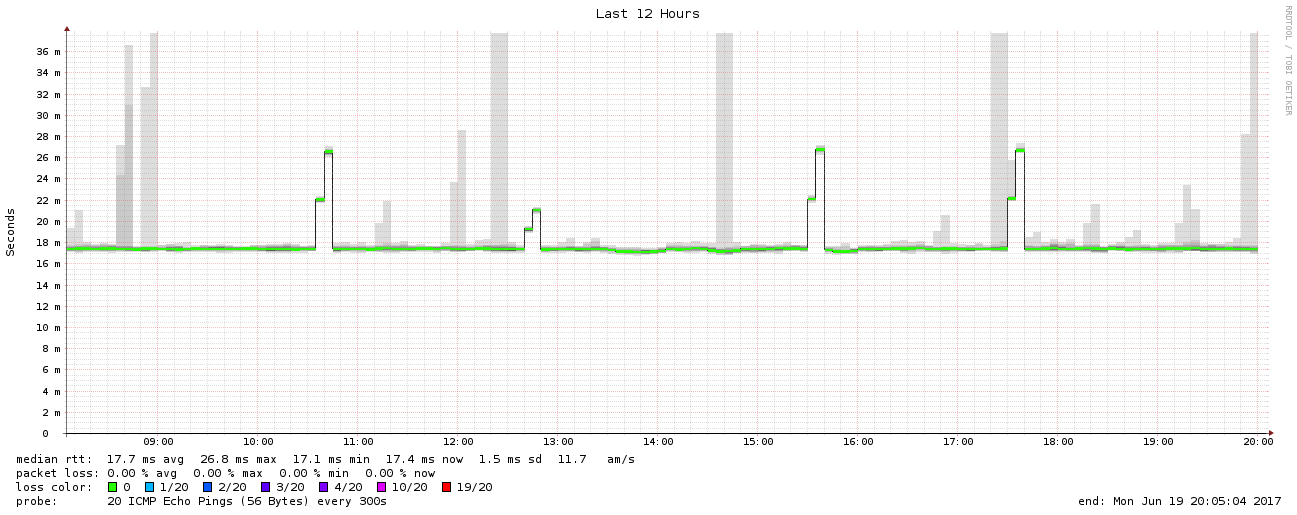 Last 12 Hours
RRDTOOL / TOBI OETIKER
Seconds
36 m
34 m
32 m
30 m
28 m
26 m
24 m
22 m
20 m
18 m
16 m
14 m
12 m
10 m
8 m
6 m
4 m
2 m
0
09:00 10:00 11:00 12:00 13:00 14:00 15:00 16:00 17:00 18:00 19:00 20:00
median rtt: 17.7 ms avg 26.8 ms max 17.1 ms min 17.4 ms now 1.5 ms sd 11.7 am/s
packet loss: 0.00 % avg 0.00 % max 0.00 % min 0.00 % now
loss color: 0 1/20 2/20 3/20 4/20 10/20 19/20
probe: 20 ICMP Echo Pings (56 Bytes) every 300s end: Mon Jun 19 20:05:04 2017